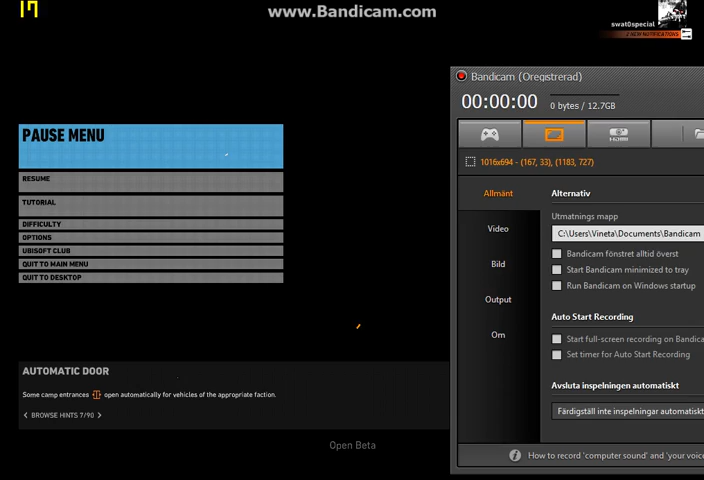 17
www.Bandicam.com
swat0special
/ NEW NOTIFICATIONS
Bandicam (Oregistrerad)
00:00:00
0 bytes / 12.7GB
HDMI
1016x694 - (167, 33), (1183, 727)
PAUSE MENU
RESUME
TUTORIAL
DIFFICULTY
OPTIONS
UBISOFT CLUB
QUIT TO MAIN MENU
QUIT TO DESKTOP
Allmänt
Video
Bild
Output
Om
Alternativ
Utmatnings mapp
C:\Users\Vineta\Documents\Bandicam
Bandicam fönstret alltid överst
Start Bandicam minimized to tray
Run Bandicam on Windows startup
Auto Start Recording
Start full-screen recording on Bandica
Set timer for Auto Start Recording
Avsluta inspelningen automatiskt
Färdigställ inte inspelningar automatiskt
How to record 'computer sound' and 'your voice
AUTOMATIC DOOR
Some camp entrances open automatically for vehicles of the appropriate faction.
< BROWSE HINTS 7/90 >
Open Beta